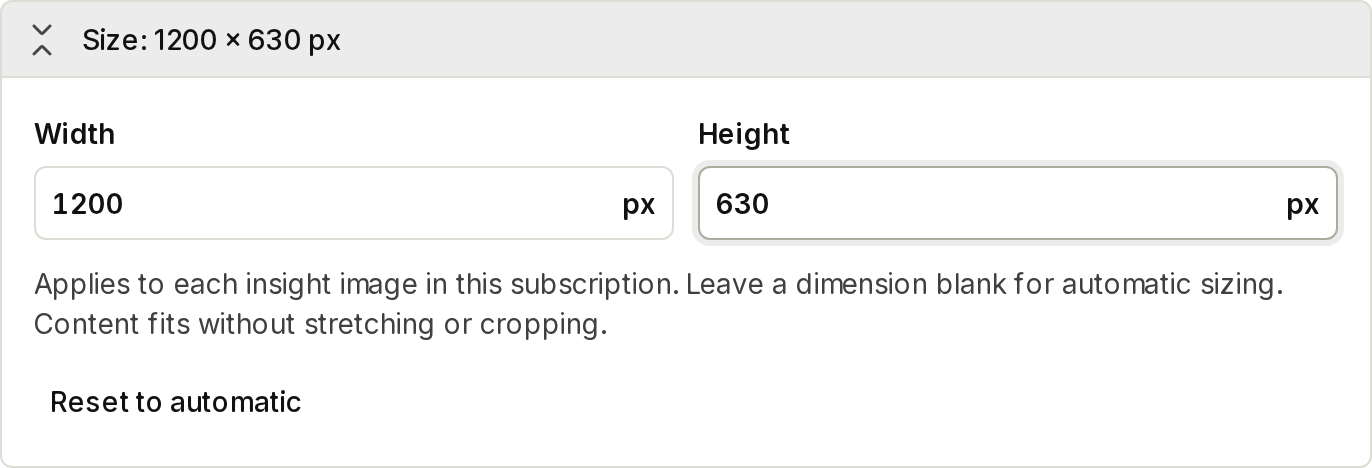 Size: 1200 × 630 px
Width
Height
1200 px
630 px
Applies to each insight image in this subscription. Leave a dimension blank for automatic sizing.
Content fits without stretching or cropping.
Reset to automatic